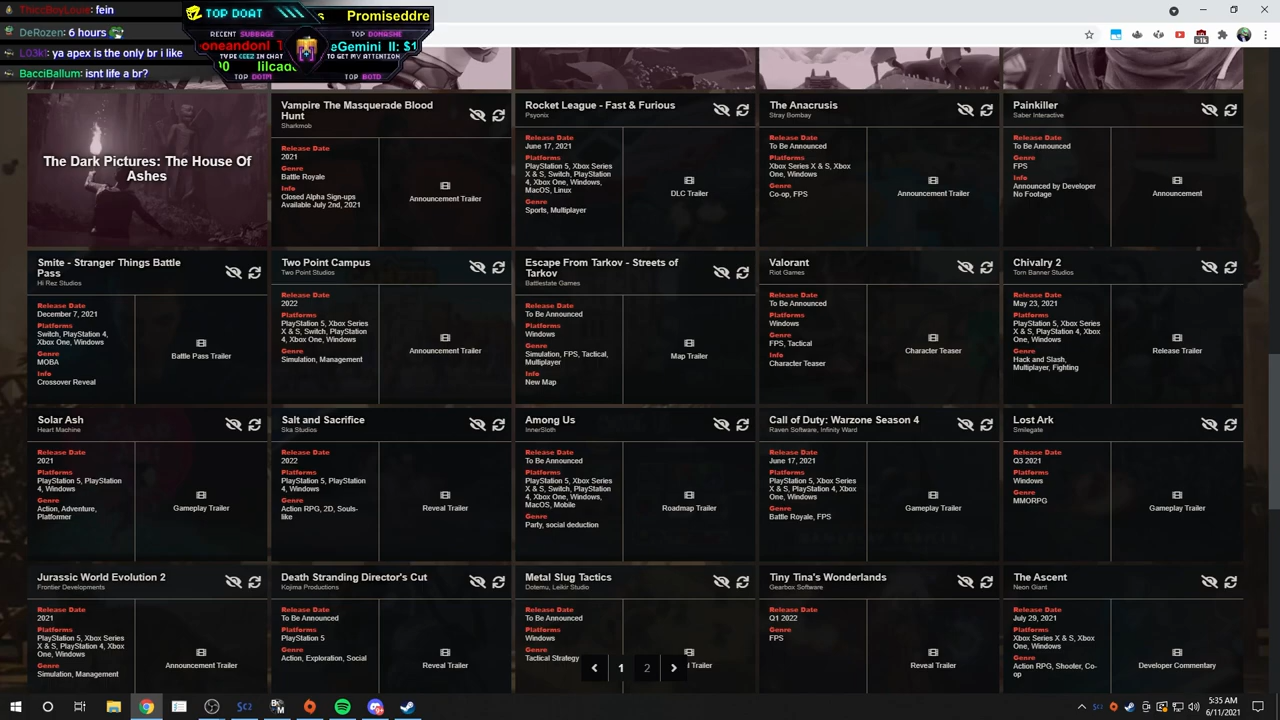 ThiccBoyLouie: fein
DeRozen: 6 hours
L03k!: ya apex is the only br i like
BacciBallum: isnt life a br?
TOP DOAT
Promiseddre
RECENT SUBBAGE
TOP DOMASHE
oneandonl
eGemini_II: $1
TYPE CEE2 IN CHAT
TO GET MY ATTENTION
lilcad
TOP DOTM
TOP BOTD
The Dark Pictures: The House Of
Ashes
Vampire The Masquerade Blood
Hunt
Sharkmob
Release Date
2021
Genre
Battle Royale
Info
Closed Alpha Sign-ups
Available July 2nd, 2021
Announcement Trailer
Rocket League - Fast & Furious
Psyonix
Release Date
June 17, 2021
Platforms
PlayStation 5, Xbox Series
X & S, Switch, PlayStation
4, Xbox One, Windows,
MacOS, Linux
Genre
Sports, Multiplayer
DLC Trailer
The Anacrusis
Stray Bombay
Release Date
To Be Announced
Platforms
Xbox Series X & S, Xbox
One, Windows
Genre
Co-op, FPS
Announcement Trailer
Painkiller
Saber Interactive
Release Date
To Be Announced
Genre
FPS
Info
Announced by Developer
No Footage
Announcement
Smite - Stranger Things Battle
Pass
Hi Rez Studios
Release Date
December 7, 2021
Platforms
Switch, PlayStation 4,
Xbox One, Windows
Genre
MOBA
Info
Crossover Reveal
Battle Pass Trailer
Two Point Campus
Two Point Studios
Release Date
2022
Platforms
PlayStation 5, Xbox Series
X & S, Switch, PlayStation
4, Xbox One, Windows
Genre
Simulation, Management
Announcement Trailer
Escape From Tarkov - Streets of
Tarkov
Battlestate Games
Release Date
To Be Announced
Platforms
Windows
Genre
Simulation, FPS, Tactical,
Multiplayer
Info
New Map
Map Trailer
Valorant
Riot Games
Release Date
To Be Announced
Platforms
Windows
Genre
FPS, Tactical
Info
Character Teaser
Character Teaser
Chivalry 2
Torn Banner Studios
Release Date
May 23, 2021
Platforms
PlayStation 5, Xbox Series
X & S, PlayStation 4, Xbox
One, Windows
Genre
Hack and Slash,
Multiplayer, Fighting
Release Trailer
Solar Ash
Heart Machine
Release Date
2021
Platforms
PlayStation 5, PlayStation
4, Windows
Genre
Action, Adventure,
Platformer
Gameplay Trailer
Salt and Sacrifice
Ska Studios
Release Date
2022
Platforms
PlayStation 5, PlayStation
4, Windows
Genre
Action RPG, 2D, Souls-
like
Reveal Trailer
Among Us
InnerSloth
Release Date
To Be Announced
Platforms
PlayStation 5, Xbox Series
X & S, Switch, PlayStation
4, Xbox One, Windows,
MacOS, Mobile
Genre
Party, social deduction
Roadmap Trailer
Call of Duty: Warzone Season 4
Raven Software, Infinity Ward
Release Date
June 17, 2021
Platforms
PlayStation 5, Xbox Series
X & S, PlayStation 4, Xbox
One, Windows
Genre
Battle Royale, FPS
Gameplay Trailer
Lost Ark
Smilegate
Release Date
Q3 2021
Platforms
Windows
Genre
MMORPG
Gameplay Trailer
Jurassic World Evolution 2
Frontier Developments
Release Date
2021
Platforms
PlayStation 5, Xbox Series
X & S, PlayStation 4, Xbox
One, Windows
Genre
Simulation, Management
Announcement Trailer
Death Stranding Director's Cut
Kojima Productions
Release Date
To Be Announced
Platforms
PlayStation 5
Genre
Action, Exploration, Social
Reveal Trailer
Metal Slug Tactics
Dotemu, Leikir Studio
Release Date
To Be Announced
Platforms
Windows
Genre
Tactical Strategy
l Trailer
Tiny Tina's Wonderlands
Gearbox Software
Release Date
Q1 2022
Genre
FPS
Reveal Trailer
The Ascent
Neon Giant
Release Date
July 29, 2021
Platforms
Xbox Series X & S, Xbox
One, Windows
Genre
Action RPG, Shooter, Co-
op
Developer Commentary
1
2
5:35 AM
6/11/2021